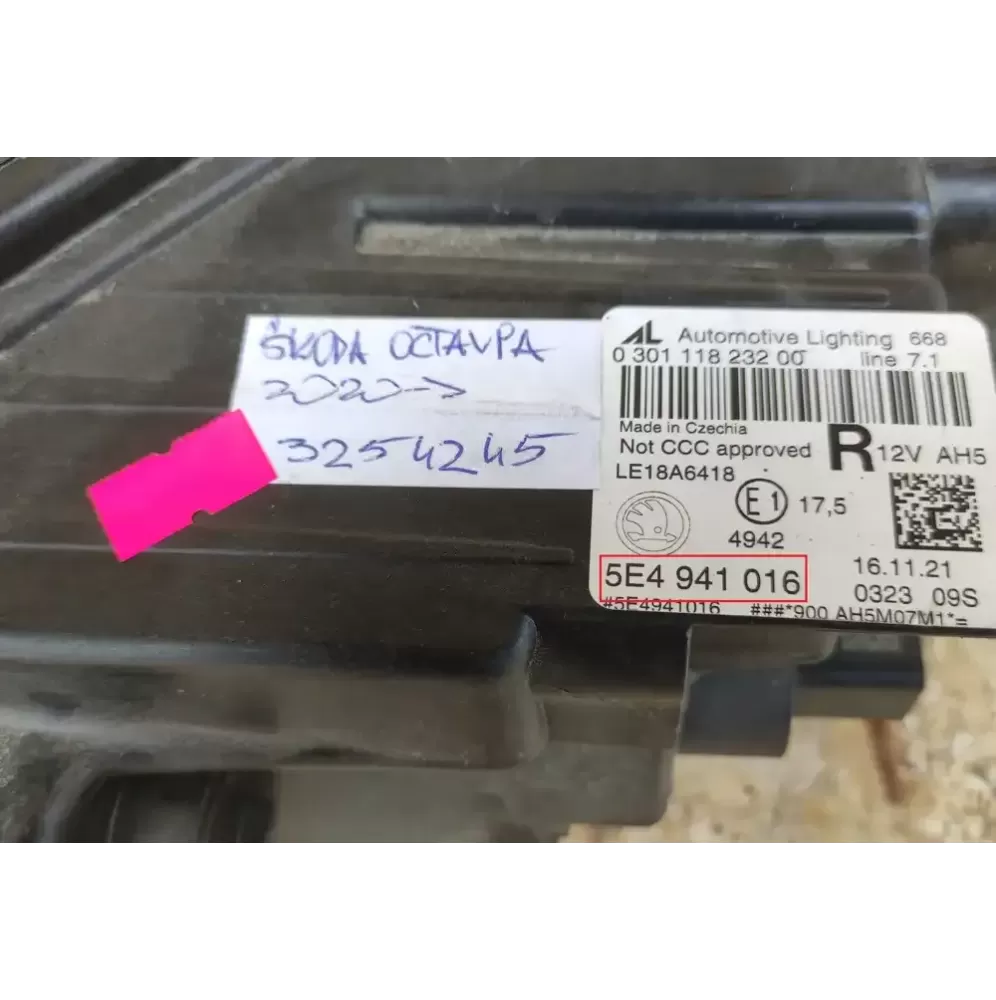 ŠKODA OCTAVPA
2020->
3254245
AL Automotive Lighting 668
0 301 118 232 00 line 7.1
Made in Czechia
Not CCC approved R 12V AH5
LE18A6418
E1 17,5
4942
5E4 941 016
16.11.21
0323 09S
#5E4941016 ###*900 AH5M07M1*=